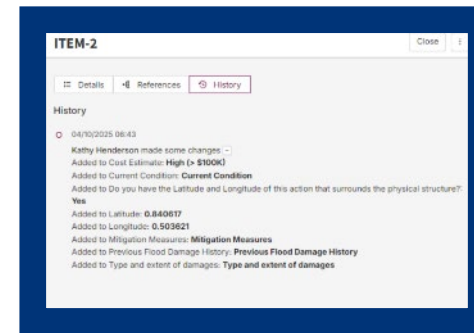 ITEM-2
Close
Details
References
History
History
04/10/2025 06:43
Kathy Henderson made some changes: -
Added to Cost Estimate: High (> $100K)
Added to Current Condition: Current Condition
Added to Do you have the Latitude and Longitude of this action that surrounds the physical structure?:
Yes
Added to Latitude: 0.840617
Added to Longitude: 0.503621
Added to Mitigation Measures: Mitigation Measures
Added to Previous Flood Damage History: Previous Flood Damage History
Added to Type and extent of damages: Type and extent of damages